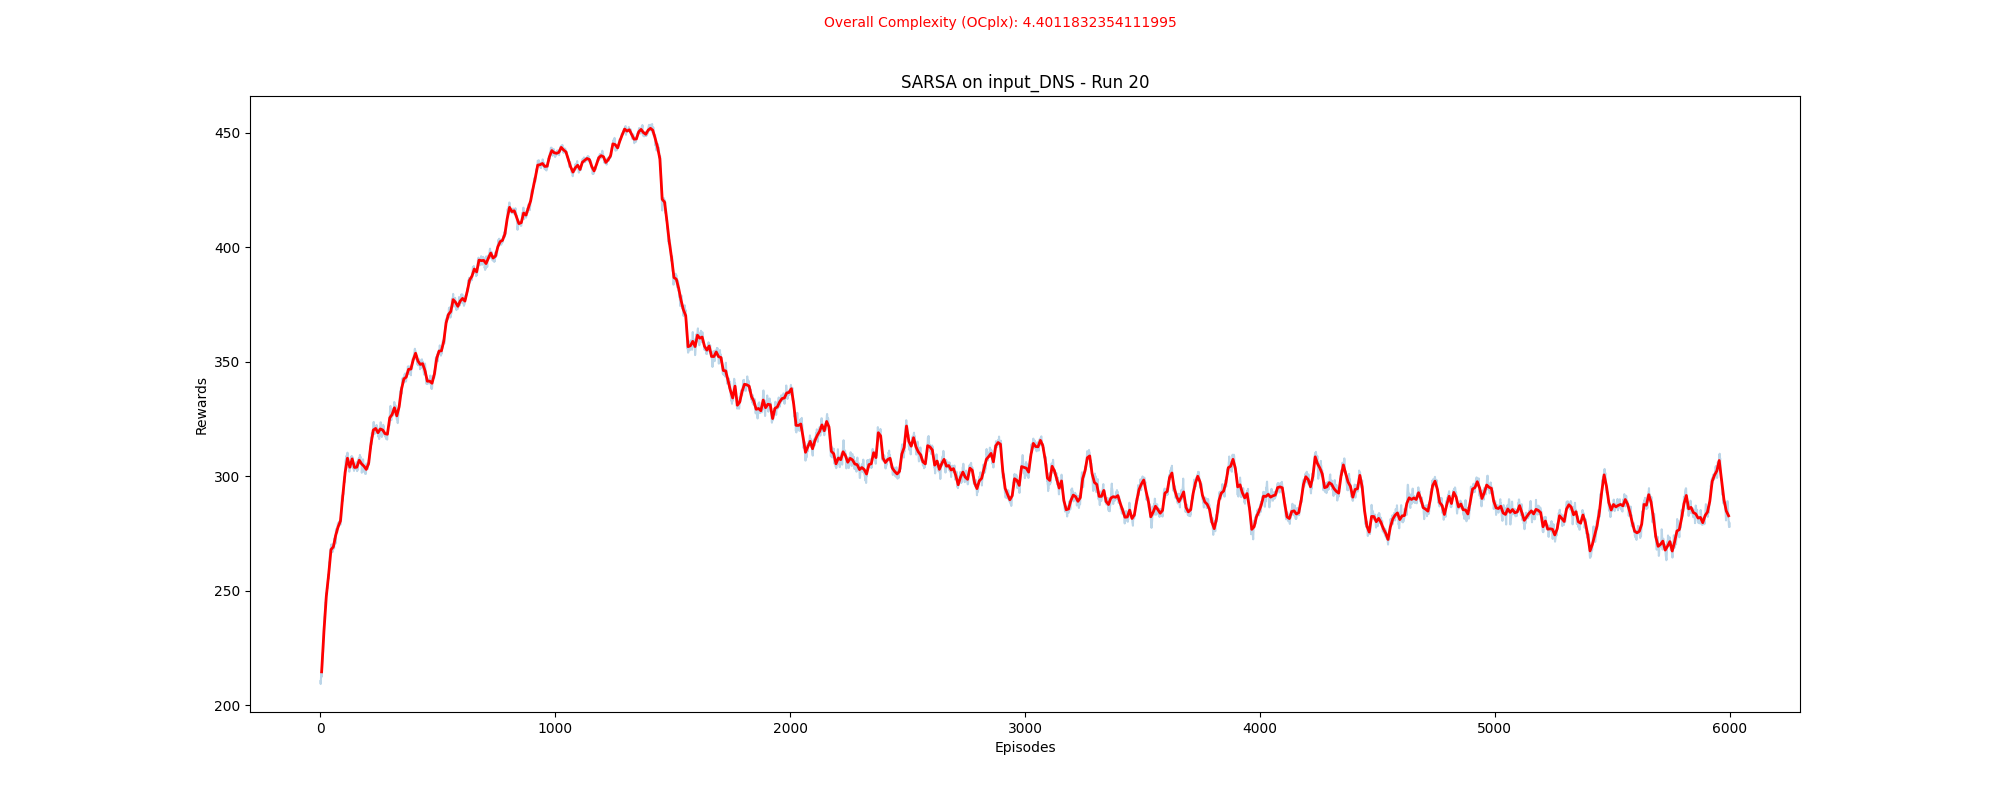 Overall Complexity (OCplx): 4.4011832354111995
SARSA on input_DNS - Run 20
450
400
350
300
250
200
Rewards
0 1000 2000 3000 4000 5000 6000
Episodes